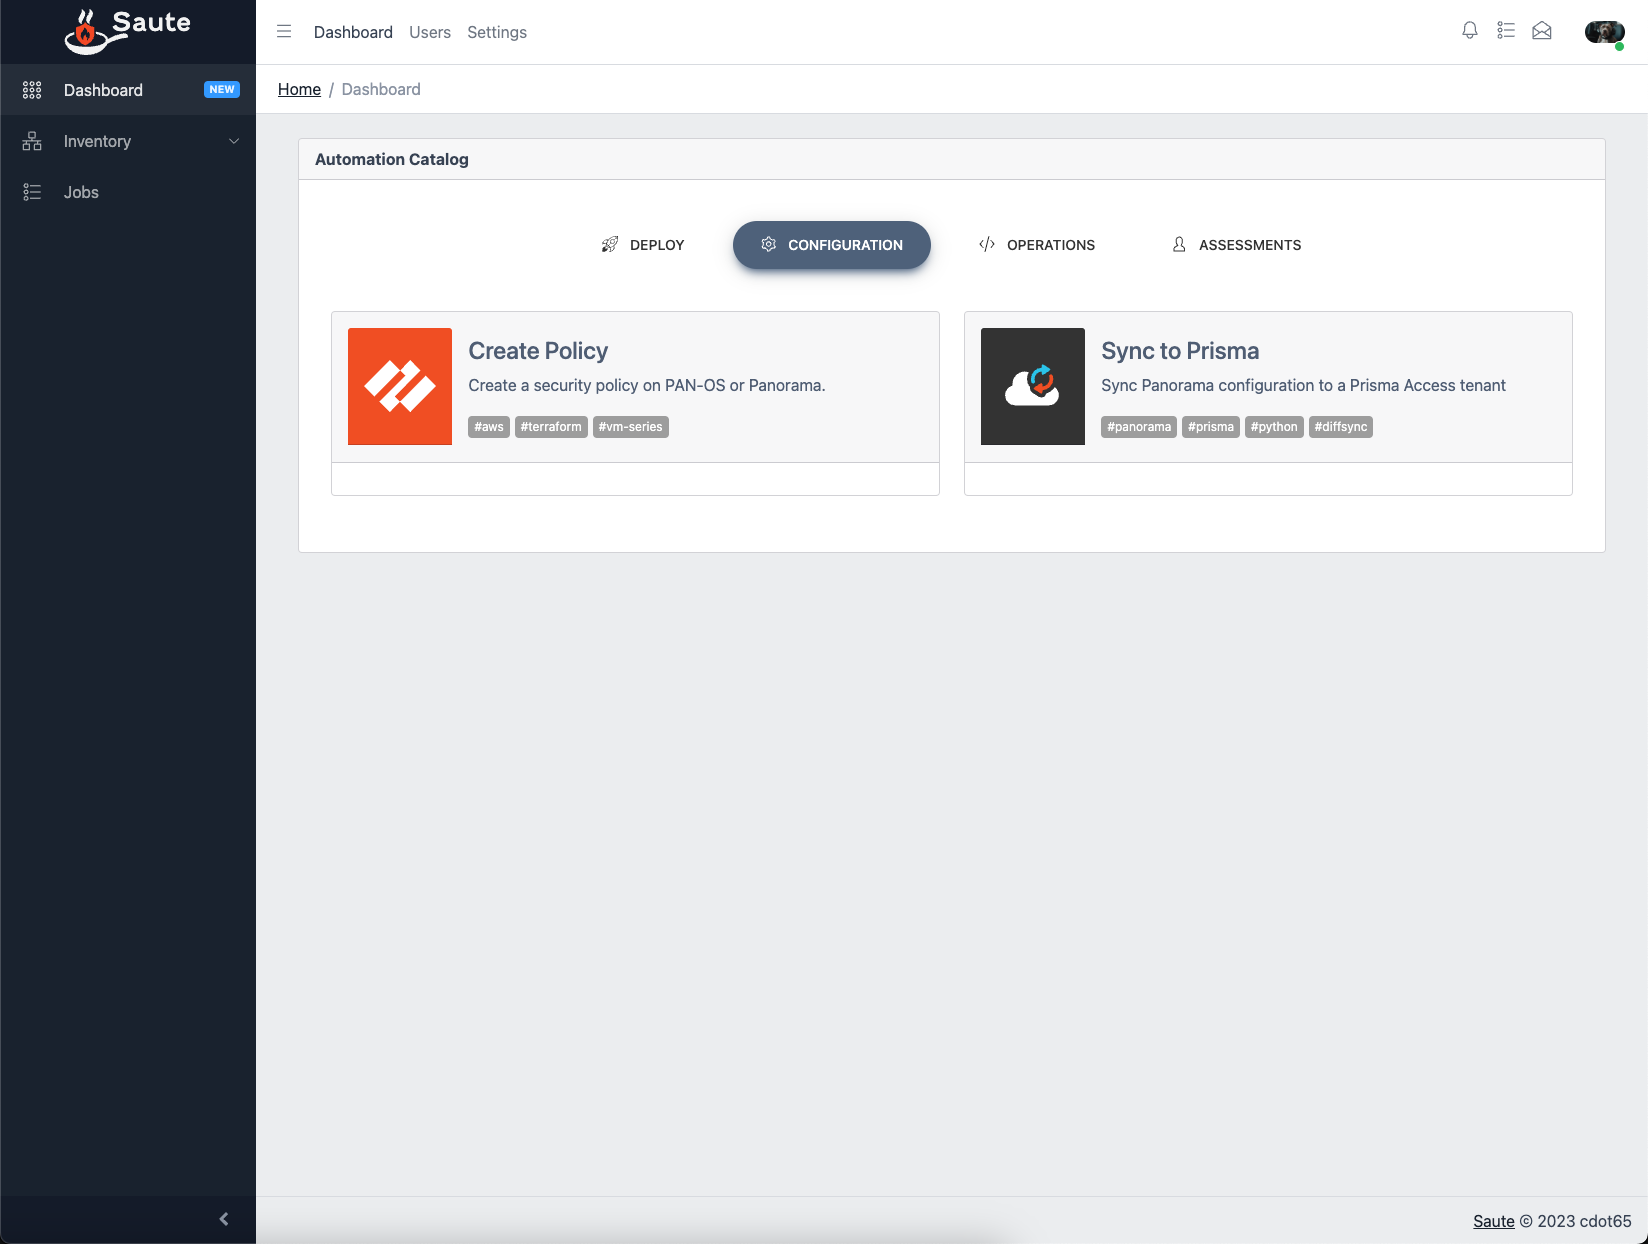 Saute
Dashboard NEW
Inventory
Jobs
Dashboard Users Settings
Home / Dashboard
Automation Catalog
DEPLOY CONFIGURATION OPERATIONS ASSESSMENTS
Create Policy
Create a security policy on PAN-OS or Panorama.
#aws #terraform #vm-series
Sync to Prisma
Sync Panorama configuration to a Prisma Access tenant
#panorama #prisma #python #diffsync
Saute © 2023 cdot65